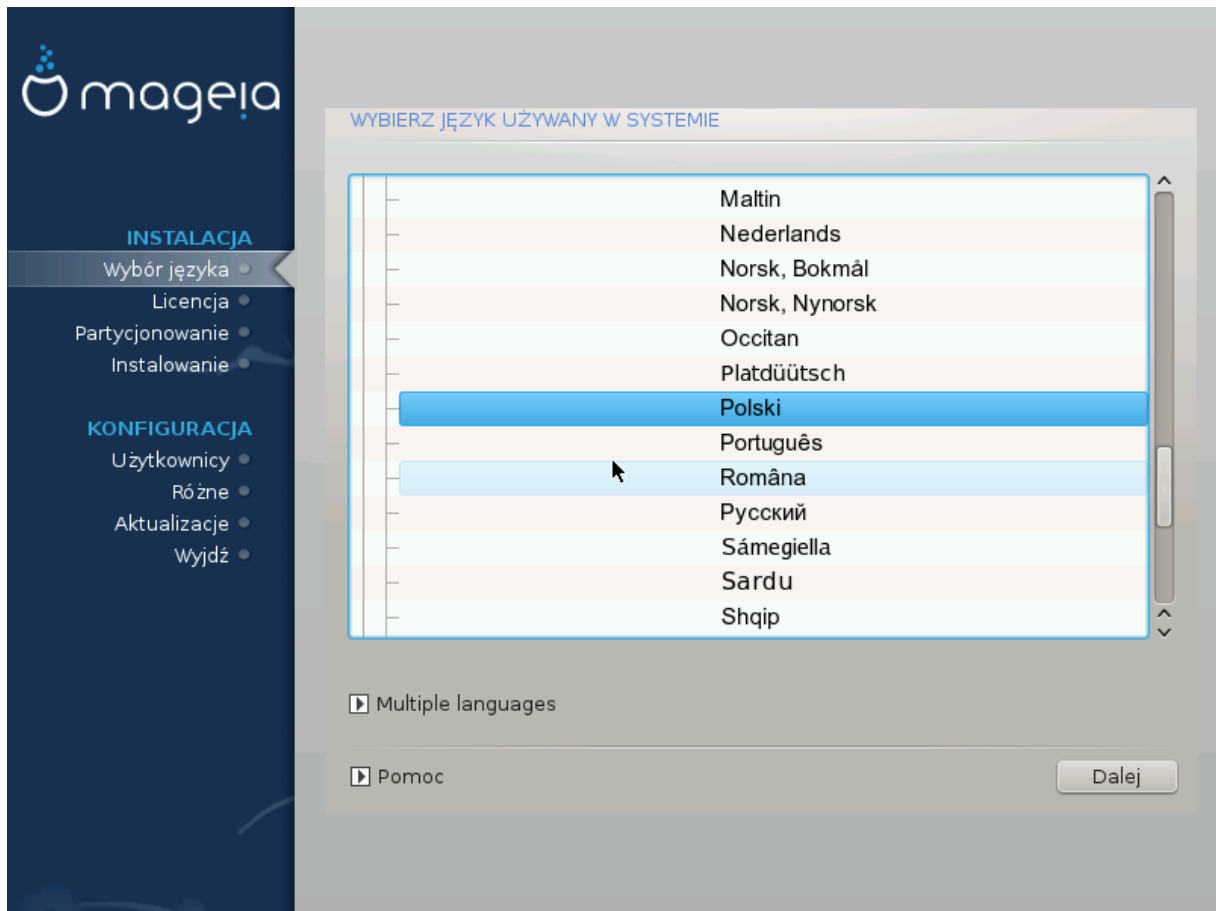 mageia
INSTALACJA
Wybór języka
Licencja
Partycjonowanie
Instalowanie
KONFIGURACJA
Użytkownicy
Różne
Aktualizacje
Wyjdź
WYBIERZ JĘZYK UŻYWANY W SYSTEMIE
Maltin
Nederlands
Norsk, Bokmål
Norsk, Nynorsk
Occitan
Platdüütsch
Polski
Português
Româna
Русский
Sámegiella
Sardu
Shqip
Multiple languages
Pomoc
Dalej